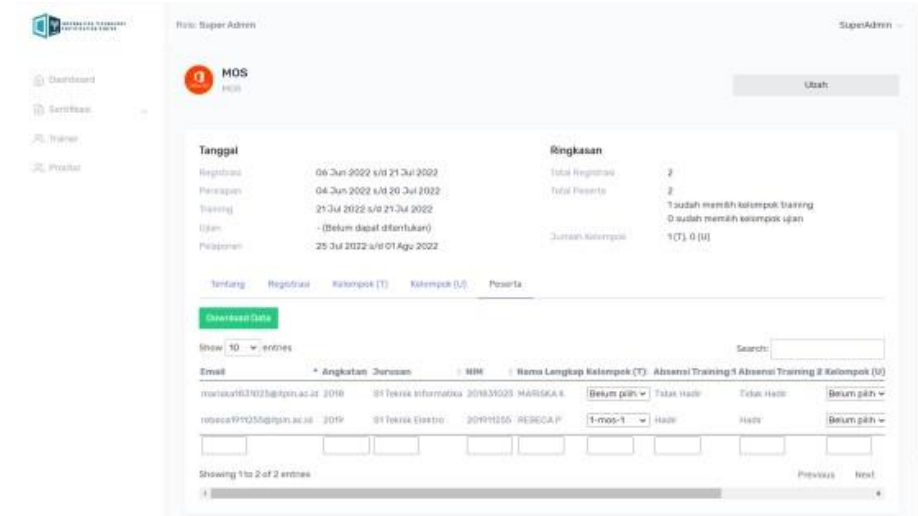 Role: Super Admin
SuperAdmin
Dashboard
Sertifikasi
Trainer
Proctor
MOS
MOS
Ubah
Tanggal
Registrasi 06 Jun 2022 s/d 21 Jul 2022
Persiapan 04 Jun 2022 s/d 20 Jul 2022
Training 21 Jul 2022 s/d 21 Jul 2022
Ujian - (Belum dapat ditentukan)
Pelaporan 25 Jul 2022 s/d 01 Agu 2022
Ringkasan
Total Registrasi 2
Total Peserta 2
1 sudah memilih kelompok training
0 sudah memilih kelompok ujian
Jumlah Kelompok 1 (T), 0 (U)
Tentang Registrasi Kelompok (T) Kelompok (U) Peserta
Download Data
Show 10 entries
Search:
Email Angkatan Jurusan NIM Nama Lengkap Kelompok (T) Absensi Training 1 Absensi Training 2 Kelompok (U)
2018 S1 Teknik Informatika 201831025 MARISKA K Belum pilih Tidak Hadir Tidak Hadir Belum pilih
2019 S1 Teknik Elektro 201911255 REBECA P 1-mos-1 Hadir Hadir Belum pilih
Showing 1 to 2 of 2 entries
Previous Next